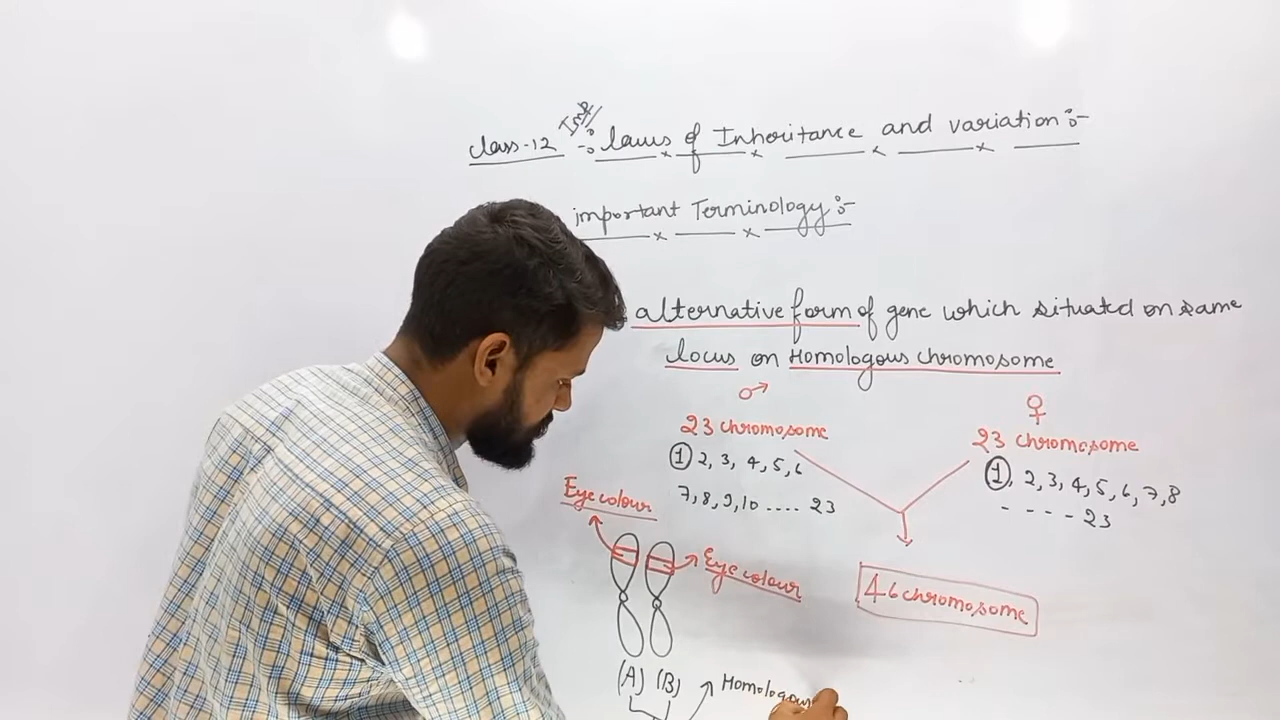 class-12 Imp :- laws of Inheritance and variation :-
important Terminology :-
alternative form of gene which situated on same
locus on Homologous chromosome
♂ ♀
23 chromosome 23 chromosome
1 2, 3, 4, 5, 6 1, 2, 3, 4, 5, 6, 7, 8
7, 8, 9, 10 .... 23 - - - - 23
Eye colour
Eye colour
46 chromosome
(A) (B) Homologous